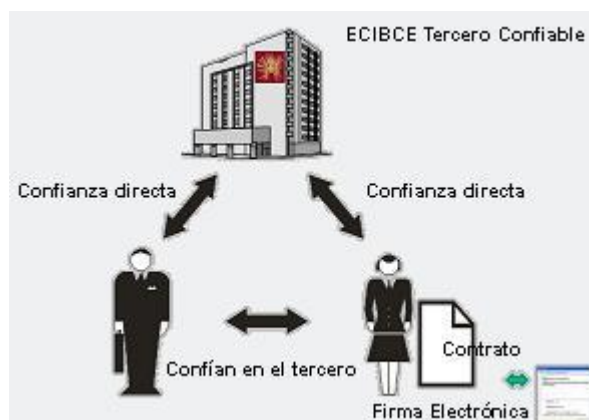 ECIBCE Tercero Confiable
Confianza directa
Confianza directa
Confían en el tercero
Contrato
Firma Electrónica